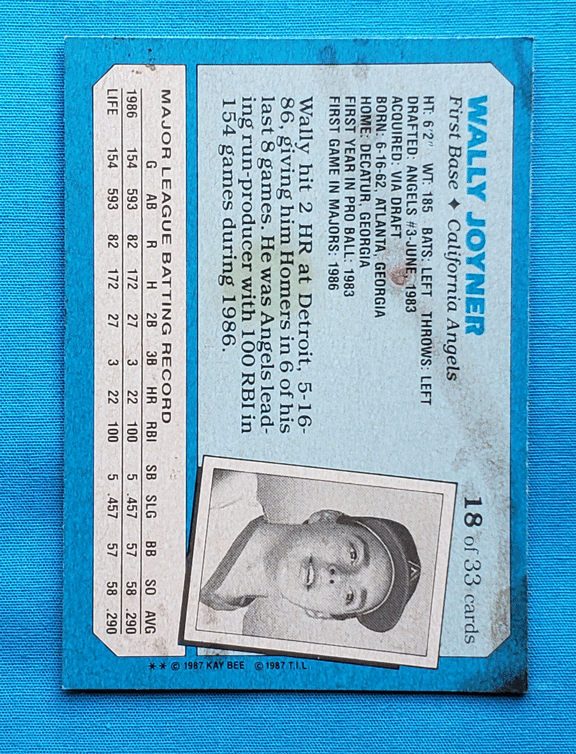 WALLY JOYNER
18 of 33 cards
First Base ♦ California Angels
HT: 6'2" WT: 185 BATS: LEFT THROWS: LEFT
DRAFTED: ANGELS #3-JUNE, 1983
ACQUIRED: VIA DRAFT
BORN: 6-16-62, ATLANTA, GEORGIA
HOME: DECATUR, GEORGIA
FIRST YEAR IN PRO BALL: 1983
FIRST GAME IN MAJORS: 1986
Wally hit 2 HR at Detroit, 5-16-
86, giving him Homers in 6 of his
last 8 games. He was Angels lead-
ing run-producer with 100 RBI in
154 games during 1986.
MAJOR LEAGUE BATTING RECORD
G AB R H 2B 3B HR RBI SB SLG BB SO AVG
1986 154 593 82 172 27 3 22 100 5 .457 57 58 .290
LIFE 154 593 82 172 27 3 22 100 5 .457 57 58 .290
** © 1987 KAY BEE © 1987 T.I.L.